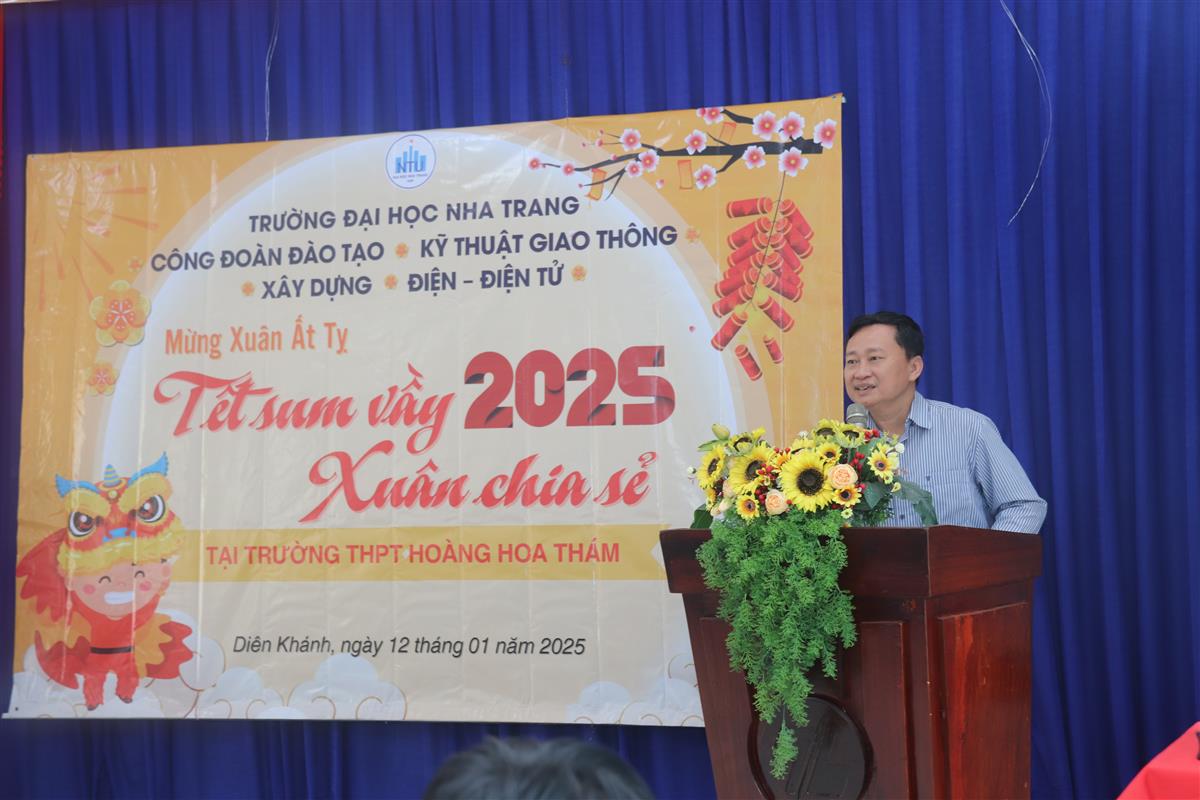 NTU
TRƯỜNG ĐẠI HỌC NHA TRANG
CÔNG ĐOÀN ĐÀO TẠO KỸ THUẬT GIAO THÔNG
XÂY DỰNG ĐIỆN – ĐIỆN TỬ
Mừng Xuân Ất Tỵ
Tết sum vầy 2025
Xuân chia sẻ
TẠI TRƯỜNG THPT HOÀNG HOA THÁM
Diên Khánh, ngày 12 tháng 01 năm 2025